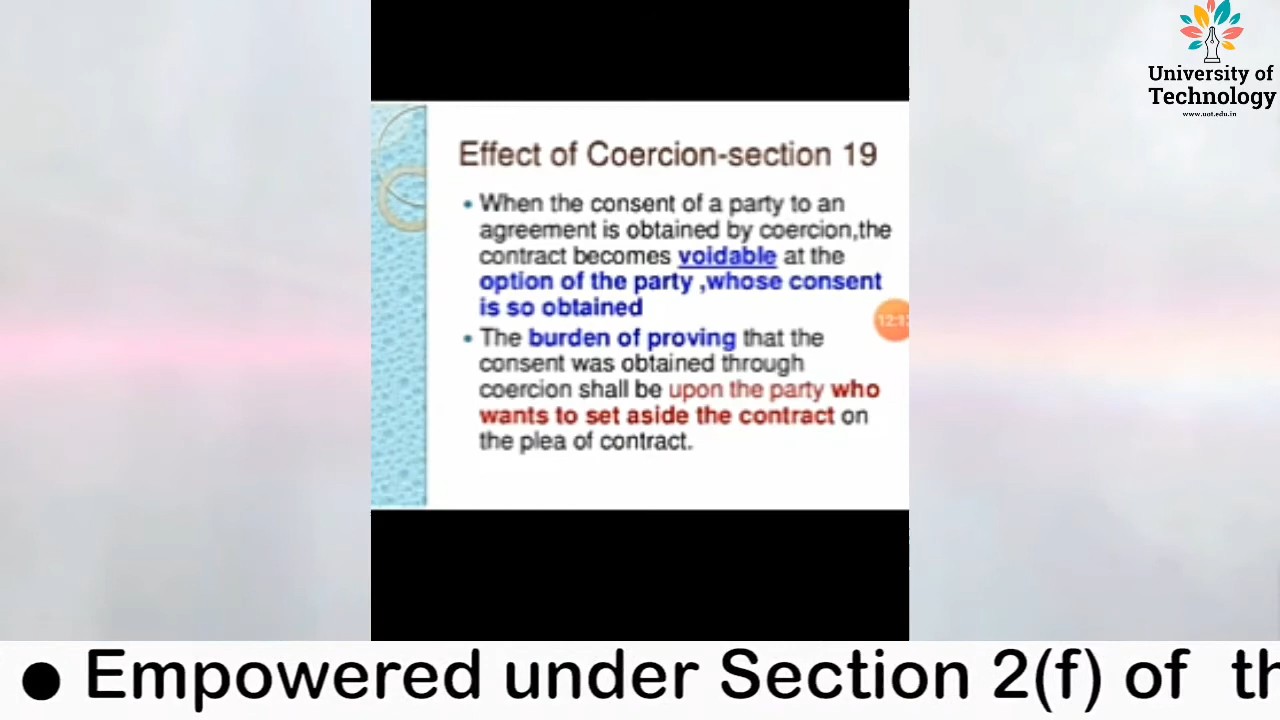 University of
Technology
www.uot.edu.in
Effect of Coercion-section 19
• When the consent of a party to an
agreement is obtained by coercion,the
contract becomes voidable at the
option of the party ,whose consent
is so obtained
• The burden of proving that the
consent was obtained through
coercion shall be upon the party who
wants to set aside the contract on
the plea of contract.
● Empowered under Section 2(f) of th